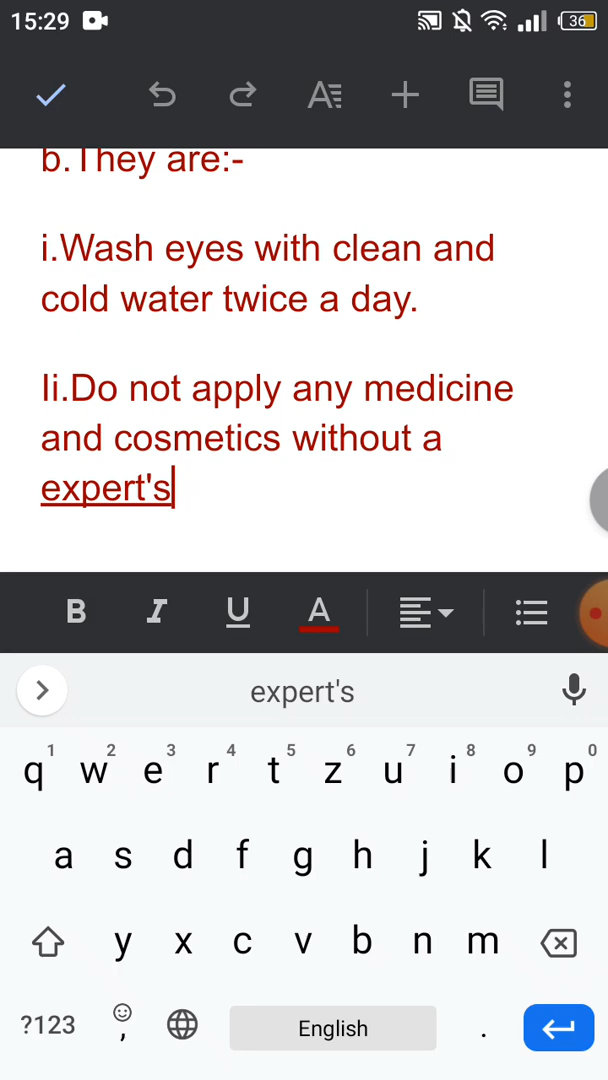 15:29
36
b.They are:-
i.Wash eyes with clean and
cold water twice a day.
Ii.Do not apply any medicine
and cosmetics without a
expert's
B I U A
expert's
1 2 3 4 5 6 7 8 9 0
q w e r t z u i o p
a s d f g h j k l
y x c v b n m
?123 , English .